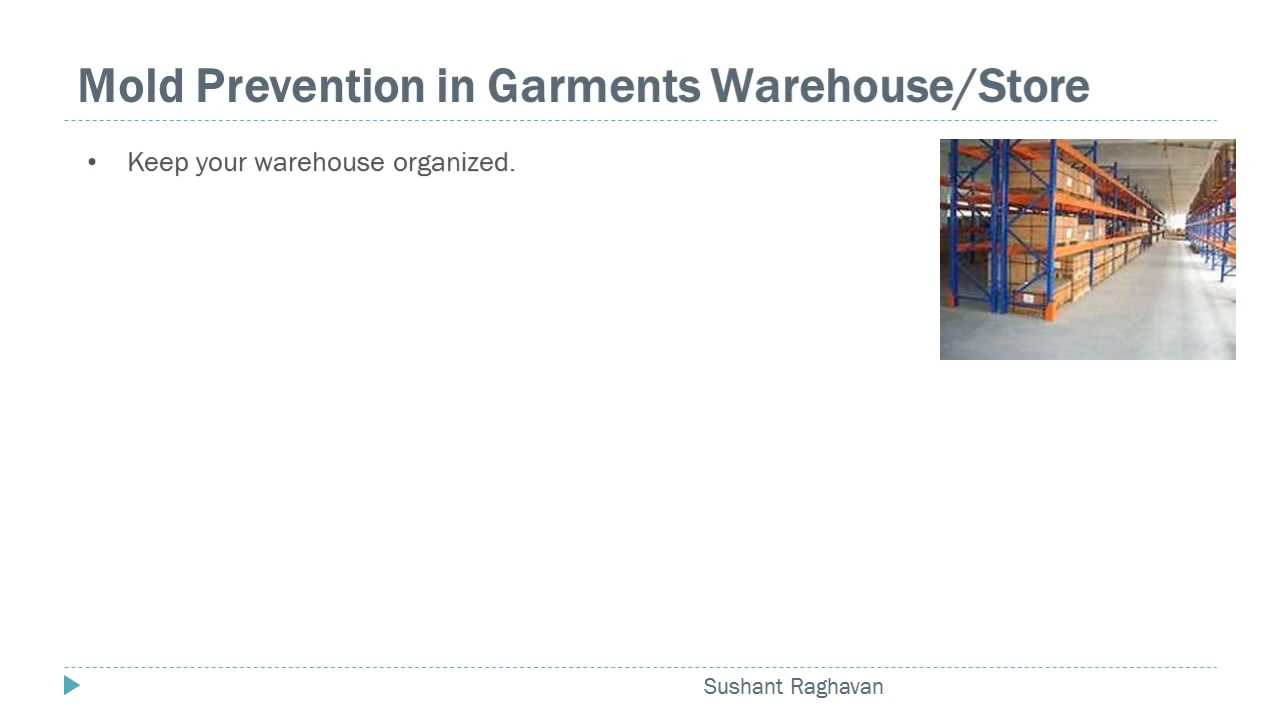 Mold Prevention in Garments Warehouse/Store
• Keep your warehouse organized.
Sushant Raghavan